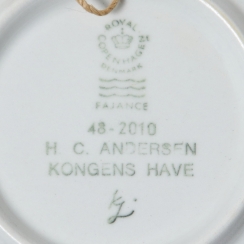 ROYAL
COPENHAGEN
DENMARK
FAJANCE
48-2010
H. C. ANDERSEN
KONGENS HAVE